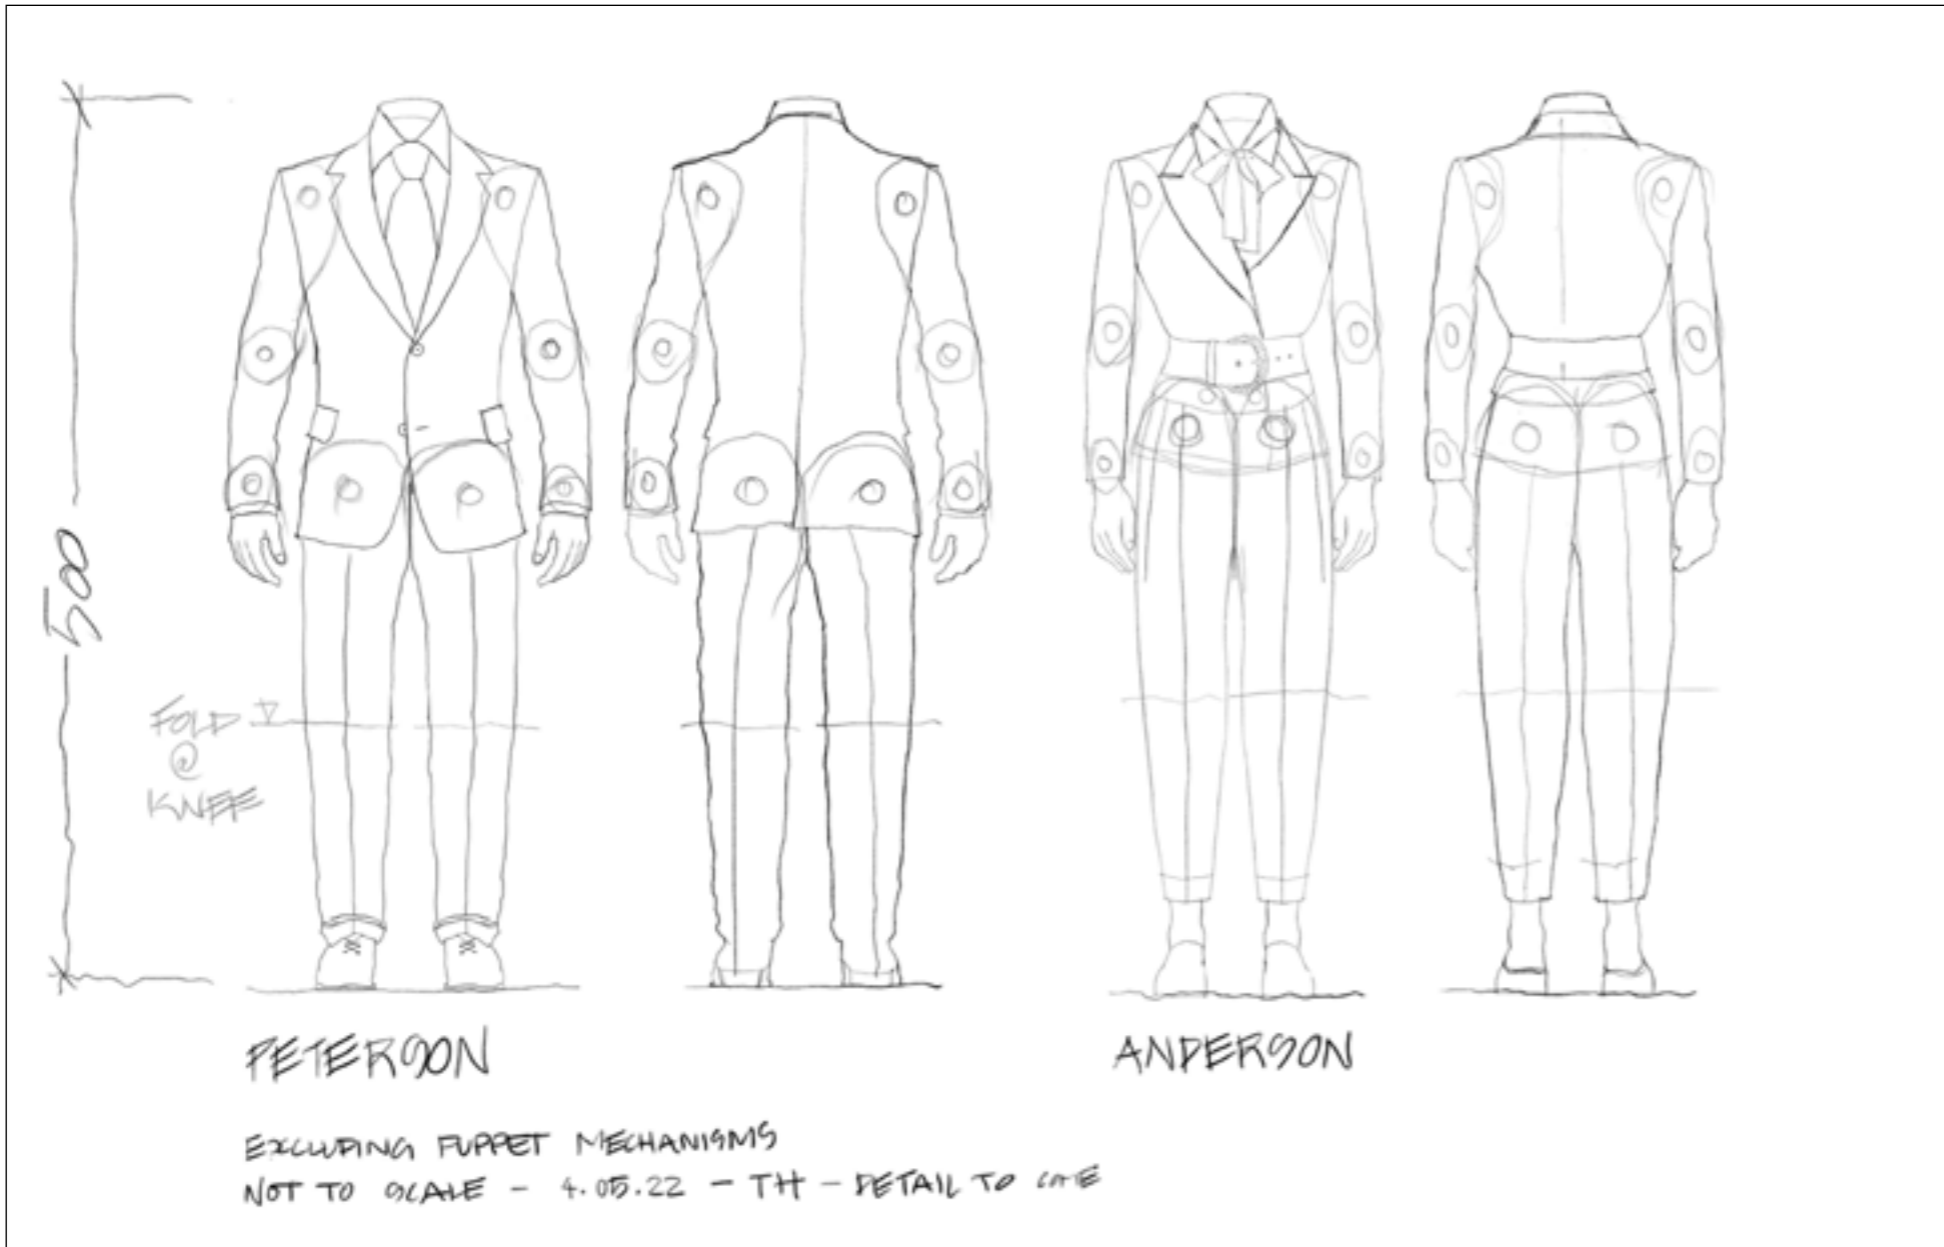 500
FOLD
@
KNEE
PETERSON
ANDERSON
EXCLUDING PUPPET MECHANISMS
NOT TO SCALE - 4.05.22 - TH - DETAIL TO